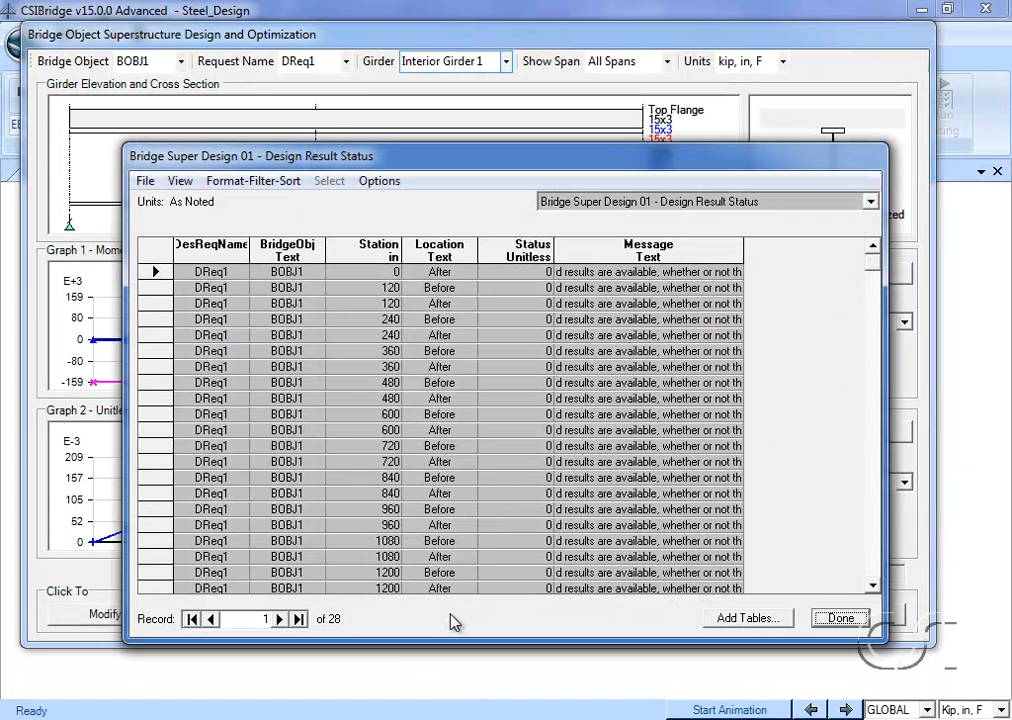 CSIBridge v15.0.0 Advanced - Steel_Design
Bridge Object Superstructure Design and Optimization
Bridge Object BOBJ1 Request Name DReq1 Girder Interior Girder 1 Show Span All Spans Units kip, in, F
Girder Elevation and Cross Section
Top Flange
15x3
15x3
15x3
Bridge Super Design 01 - Design Result Status
File View Format-Filter-Sort Select Options
Units: As Noted
Bridge Super Design 01 - Design Result Status
DesReqName BridgeObj Station Location Status Message
Text in Text Unitless Text
DReq1 BOBJ1 0 After 0 d results are available, whether or not th
DReq1 BOBJ1 120 Before 0 d results are available, whether or not th
DReq1 BOBJ1 120 After 0 d results are available, whether or not th
DReq1 BOBJ1 240 Before 0 d results are available, whether or not th
DReq1 BOBJ1 240 After 0 d results are available, whether or not th
DReq1 BOBJ1 360 Before 0 d results are available, whether or not th
DReq1 BOBJ1 360 After 0 d results are available, whether or not th
DReq1 BOBJ1 480 Before 0 d results are available, whether or not th
DReq1 BOBJ1 480 After 0 d results are available, whether or not th
DReq1 BOBJ1 600 Before 0 d results are available, whether or not th
DReq1 BOBJ1 600 After 0 d results are available, whether or not th
DReq1 BOBJ1 720 Before 0 d results are available, whether or not th
DReq1 BOBJ1 720 After 0 d results are available, whether or not th
DReq1 BOBJ1 840 Before 0 d results are available, whether or not th
DReq1 BOBJ1 840 After 0 d results are available, whether or not th
DReq1 BOBJ1 960 Before 0 d results are available, whether or not th
DReq1 BOBJ1 960 After 0 d results are available, whether or not th
DReq1 BOBJ1 1080 Before 0 d results are available, whether or not th
DReq1 BOBJ1 1080 After 0 d results are available, whether or not th
DReq1 BOBJ1 1200 Before 0 d results are available, whether or not th
DReq1 BOBJ1 1200 After 0 d results are available, whether or not th
Record: 1 of 28
Add Tables... Done
zed
Graph 1 - Mome
E+3
159
80
0
-80
-159
Graph 2 - Unitle
E-3
209
157
105
52
0
Click To
Modify
Ready
Start Animation GLOBAL Kip, in, F